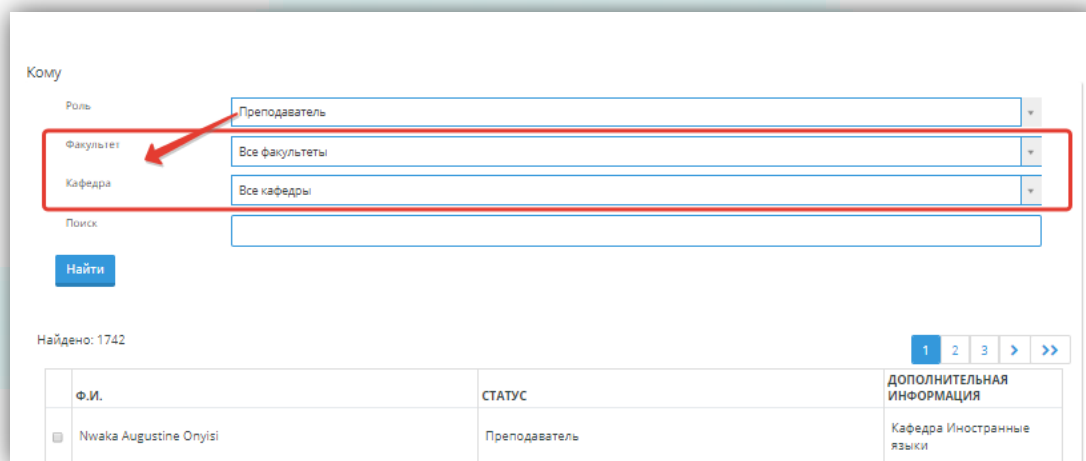 Кому
Роль
Преподаватель
Факультет
Все факультеты
Кафедра
Все кафедры
Поиск
Найти
Найдено: 1742
1 2 3 > >>
Ф.И. СТАТУС ДОПОЛНИТЕЛЬНАЯ
ИНФОРМАЦИЯ
Nwaka Augustine Onyisi Преподаватель Кафедра Иностранные
языки